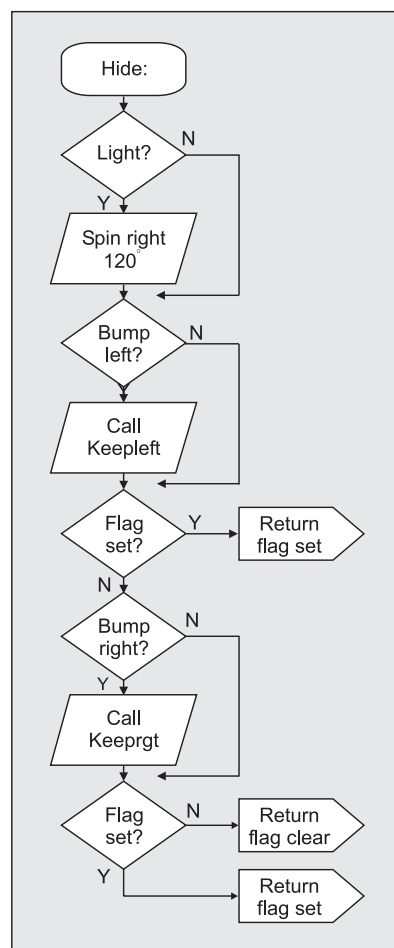 Hide:
Light?
N
Y
Spin right
120°
Bump
left?
N
Y
Call
Keepleft
Flag
set?
Y
Return
flag set
N
Bump
right?
N
Y
Call
Keeprgt
Flag
set?
N
Return
flag clear
Y
Return
flag set